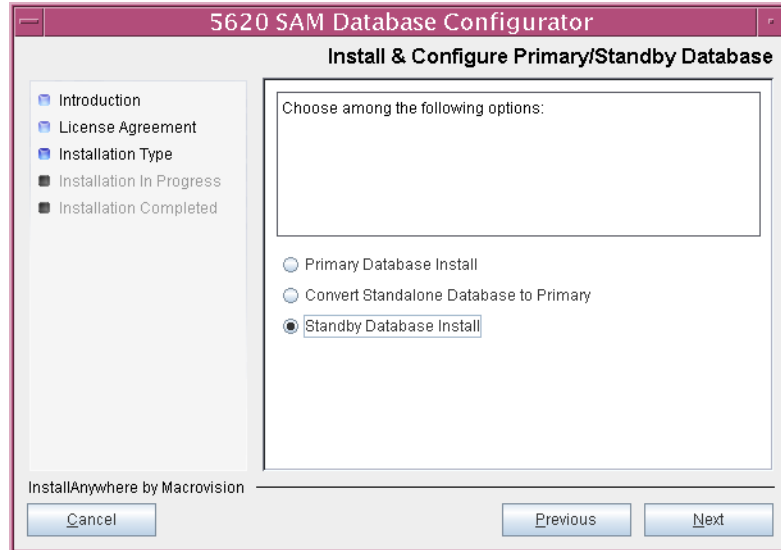 5620 SAM Database Configurator
Install & Configure Primary/Standby Database
Introduction
License Agreement
Installation Type
Installation In Progress
Installation Completed
Choose among the following options:
Primary Database Install
Convert Standalone Database to Primary
Standby Database Install
InstallAnywhere by Macrovision
Cancel
Previous
Next